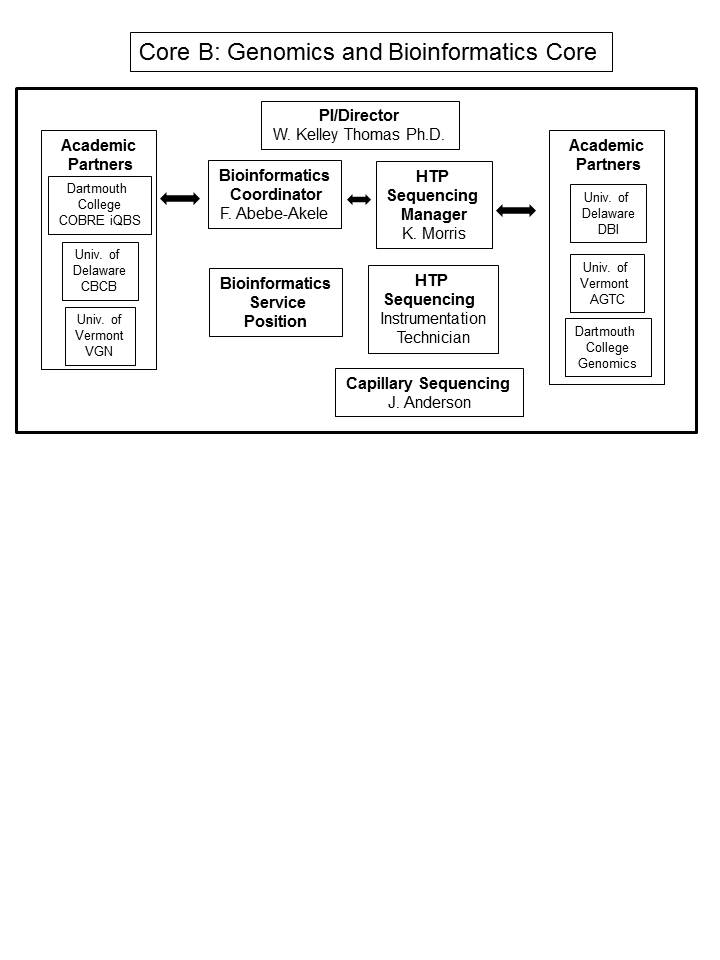 Core B: Genomics and Bioinformatics Core
PI/Director
W. Kelley Thomas Ph.D.
Academic
Partners
Dartmouth
College
COBRE iQBS
Univ. of
Delaware
CBCB
Univ. of
Vermont
VGN
Bioinformatics
Coordinator
F. Abebe-Akele
HTP
Sequencing
Manager
K. Morris
Bioinformatics
Service
Position
HTP
Sequencing
Instrumentation
Technician
Capillary Sequencing
J. Anderson
Academic
Partners
Univ. of
Delaware
DBI
Univ. of
Vermont
AGTC
Dartmouth
College
Genomics